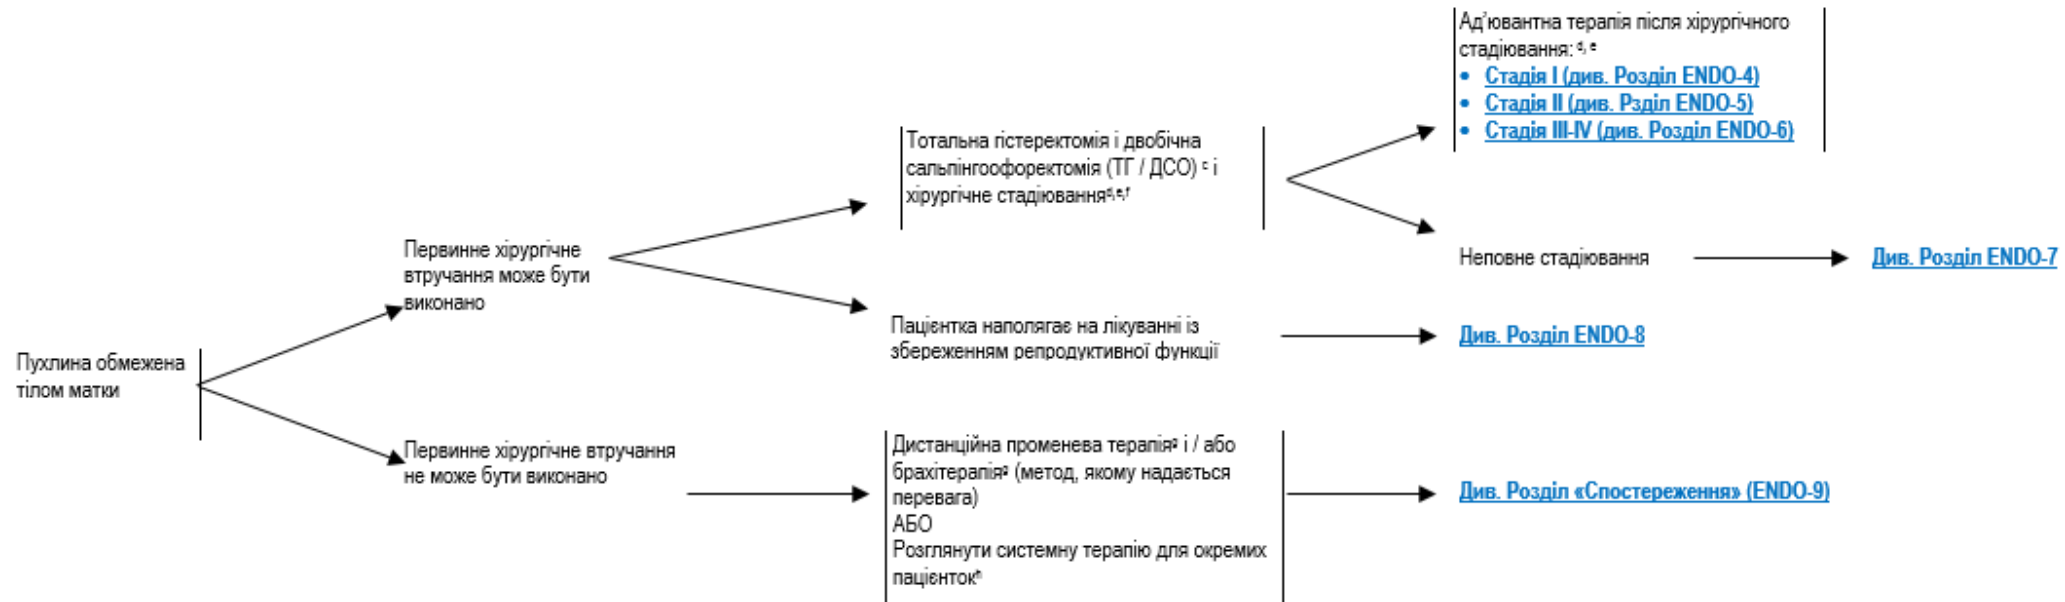 Пухлина обмежена
тілом матки
Первинне хірургічне
втручання може бути
виконано
Первинне хірургічне втручання
не може бути виконано
Тотальна гістеректомія і двобічна
сальпінгоофоректомія (ТГ / ДСО) c і
хірургічне стадіюванняd,e,f
Пацієнтка наполягає на лікуванні із
збереженням репродуктивної функції
Дистанційна променева терапіяg і / або
брахітерапіяg (метод, якому надається
перевага)
АБО
Розглянути системну терапію для окремих
пацієнтокh
Ад’ювантна терапія після хірургічного
стадіювання: d, e
• Стадія I (див. Розділ ENDO-4)
• Стадія II (див. Рзділ ENDO-5)
• Стадія III-IV (див. Розділ ENDO-6)
Неповне стадіювання
Див. Розділ ENDO-7
Див. Розділ ENDO-8
Див. Розділ «Спостереження» (ENDO-9)